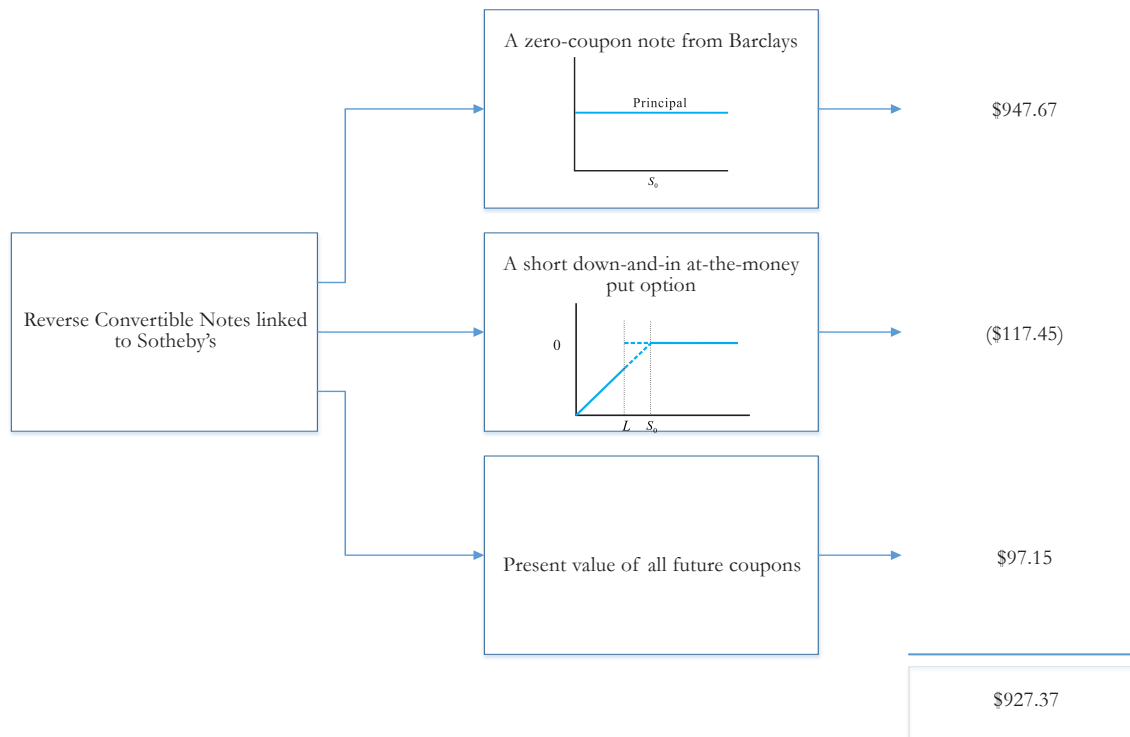 A zero-coupon note from Barclays
Principal
S₀
$947.67
Reverse Convertible Notes linked
to Sotheby's
A short down-and-in at-the-money
put option
0
L S₀
($117.45)
Present value of all future coupons
$97.15
$927.37